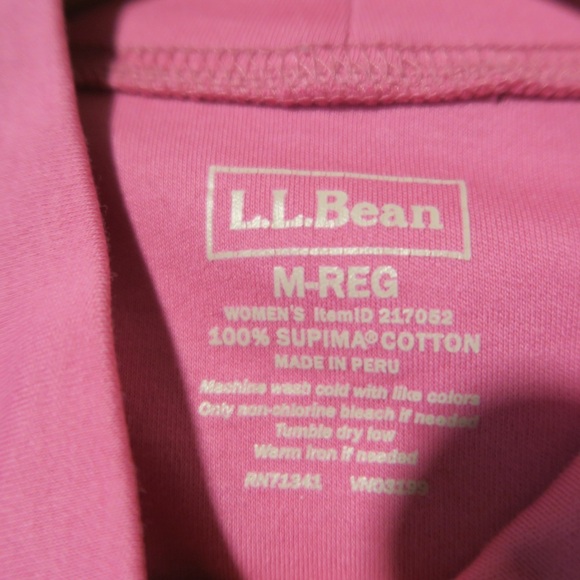 L.L.Bean
M-REG
WOMEN'S ItemID 217052
100% SUPIMA® COTTON
MADE IN PERU
Machine wash cold with like colors
Only non-chlorine bleach if needed
Tumble dry low
Warm iron if needed
RN71341 VN03199